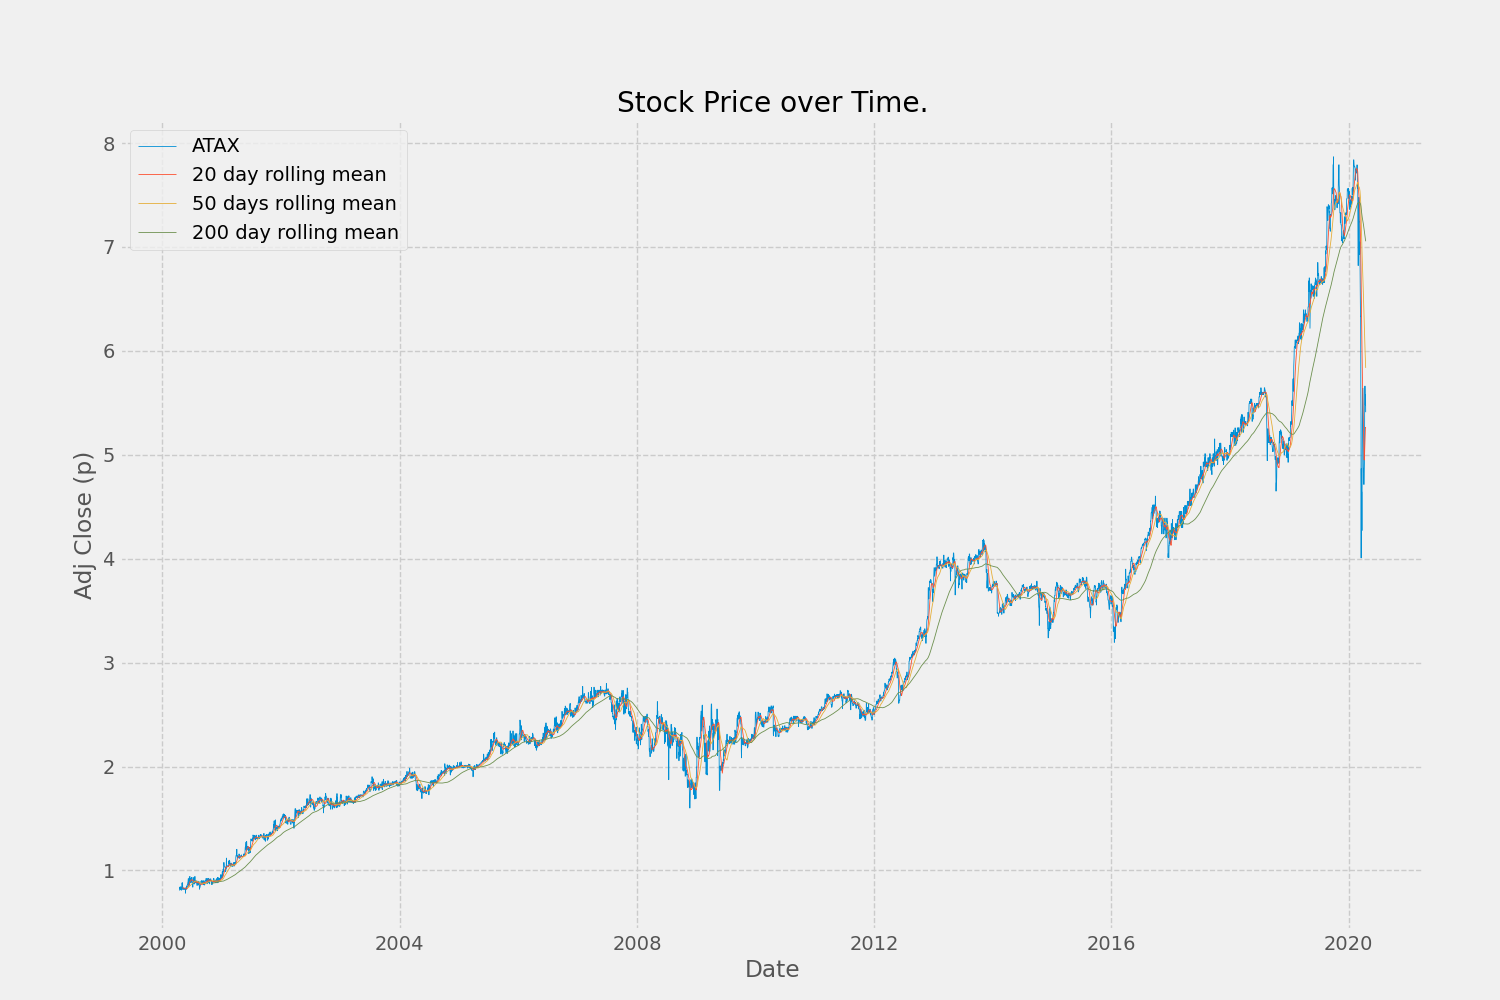 Stock Price over Time.
ATAX
20 day rolling mean
50 days rolling mean
200 day rolling mean
8
7
6
5
4
3
2
1
Adj Close (p)
2000 2004 2008 2012 2016 2020
Date